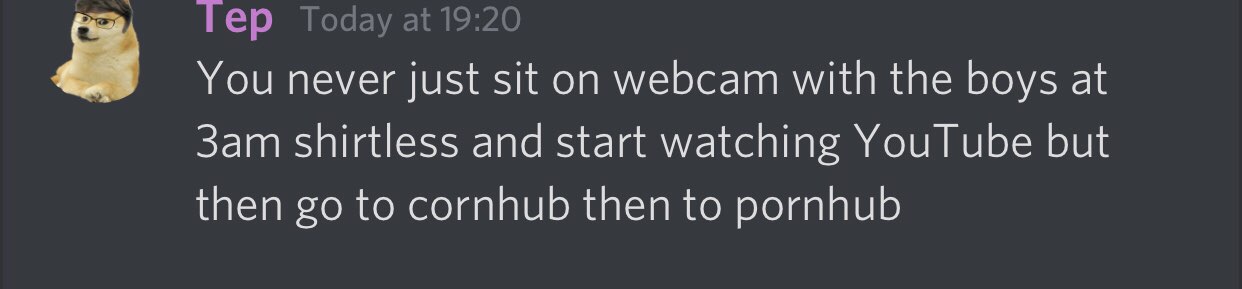 Tep Today at 19:20
You never just sit on webcam with the boys at
3am shirtless and start watching YouTube but
then go to cornhub then to pornhub